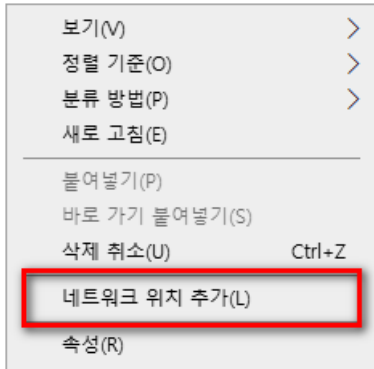 보기(V)
정렬 기준(O)
분류 방법(P)
새로 고침(E)
붙여넣기(P)
바로 가기 붙여넣기(S)
삭제 취소(U) Ctrl+Z
네트워크 위치 추가(L)
속성(R)